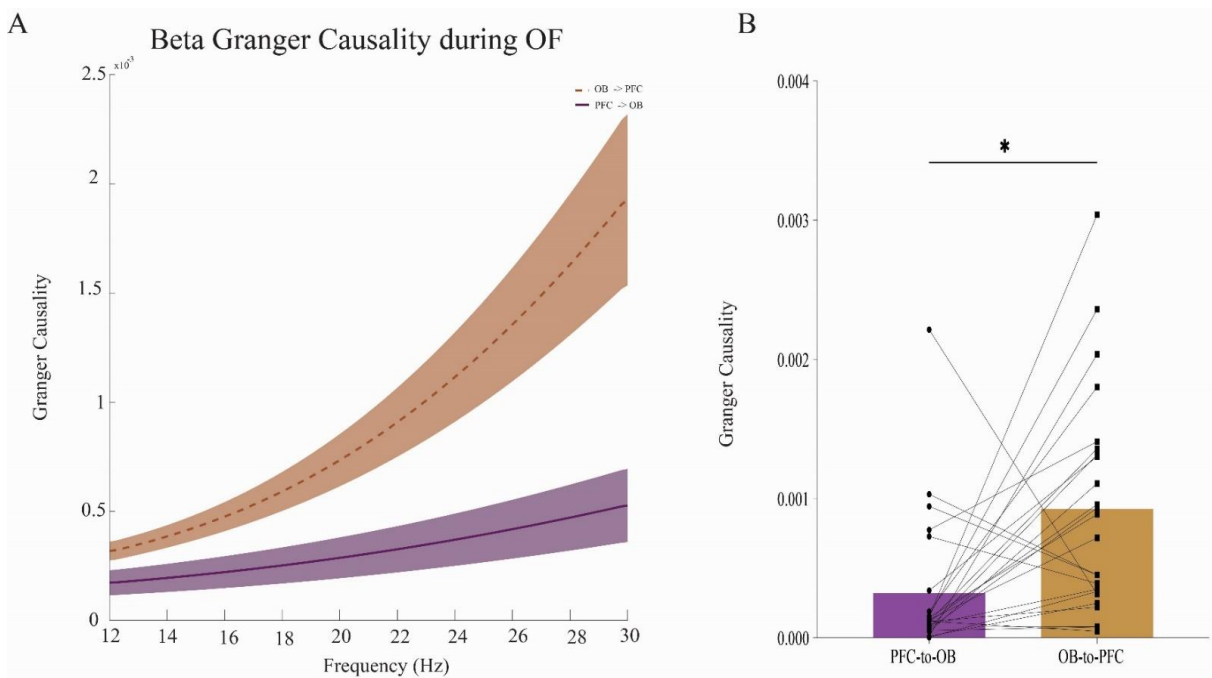 A
Beta Granger Causality during OF
2.5
x10-3
OB -> PFC
PFC -> OB
2
1.5
1
0.5
0
Granger Causality
12 14 16 18 20 22 24 26 28 30
Frequency (Hz)
B
0.004
*
0.003
0.002
0.001
0.000
Granger Causality
PFC-to-OB OB-to-PFC